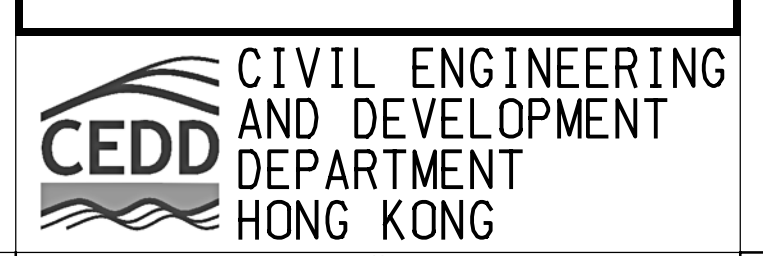 CEDD
CIVIL ENGINEERING
AND DEVELOPMENT
DEPARTMENT
HONG KONG